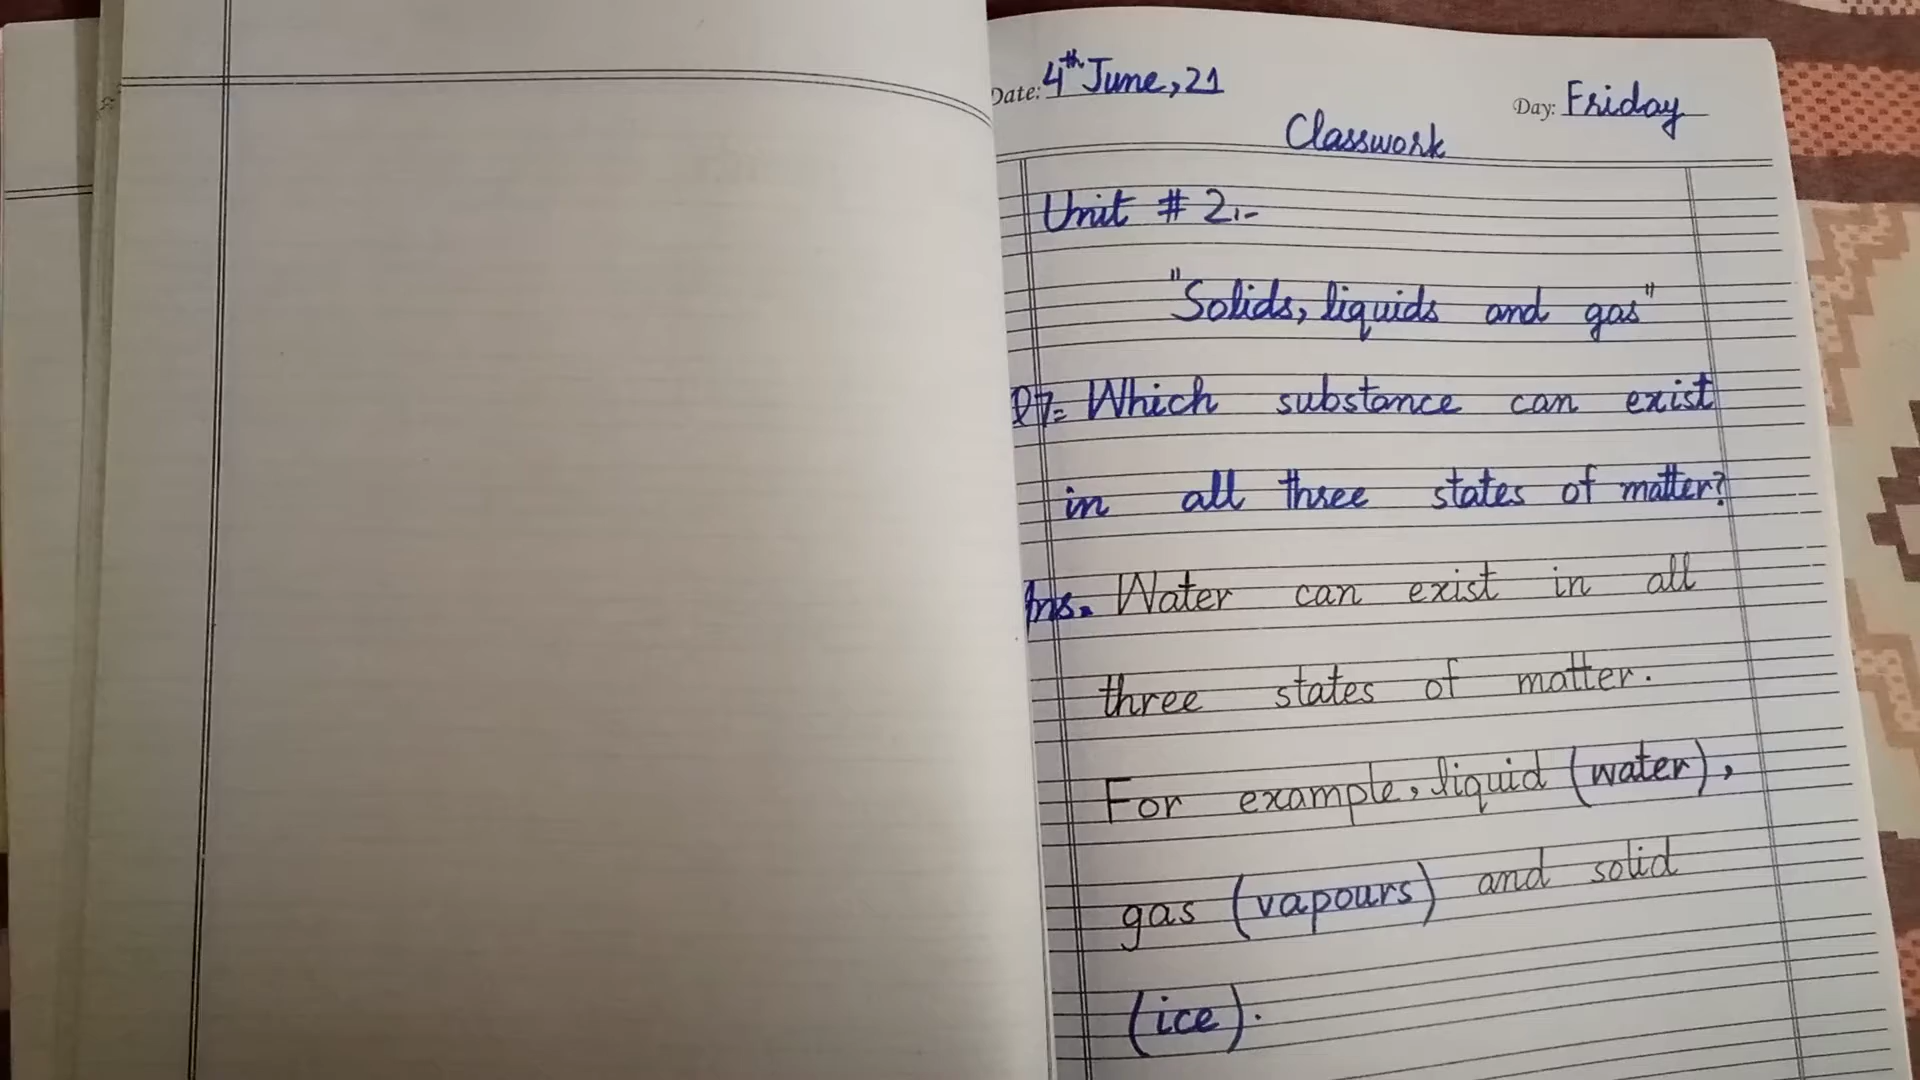 Date: 4th June, 21
Day: Friday
Classwork
Unit # 2:-
"Solids, liquids and gas"
Q7= Which substance can exist
in all three states of matter?
Ans. Water can exist in all
three states of matter.
For example, liquid (water),
gas (vapours) and solid
(ice).